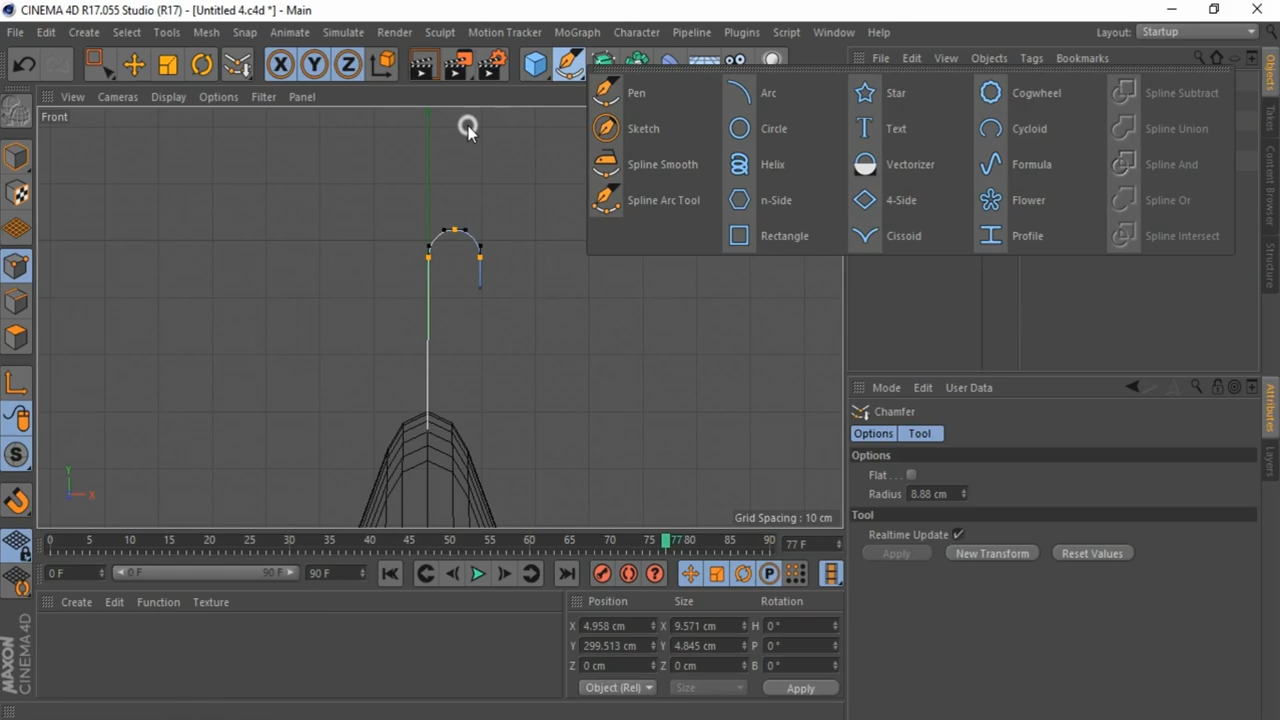 CINEMA 4D R17.055 Studio (R17) - [Untitled 4.c4d *] - Main
File Edit Create Select Tools Mesh Snap Animate Simulate Render Sculpt Motion Tracker MoGraph Character Pipeline Plugins Script Window Help Layout: Startup
X Y Z
File Edit View Objects Tags Bookmarks
View Cameras Display Options Filter Panel
Front
Pen Arc Star Cogwheel Spline Subtract
Sketch Circle Text Cycloid Spline Union
Spline Smooth Helix Vectorizer Formula Spline And
Spline Arc Tool n-Side 4-Side Flower Spline Or
Rectangle Cissoid Profile Spline Intersect
Objects
Takes
Content Browser
Structure
Mode Edit User Data
Chamfer
Options Tool
Options
Flat . . .
Radius 8.88 cm
Tool
Realtime Update
Apply New Transform Reset Values
Attributes
Layers
Y
X
Grid Spacing : 10 cm
0 5 10 15 20 25 30 35 40 45 50 55 60 65 70 75 77 80 85 90 77 F
0 F 0 F 90 F 90 F
P
Create Edit Function Texture
Position Size Rotation
X 4.958 cm X 9.571 cm H 0 °
Y 299.513 cm Y 4.845 cm P 0 °
Z 0 cm Z 0 cm B 0 °
Object (Rel) Size Apply
MAXON
CINEMA 4D